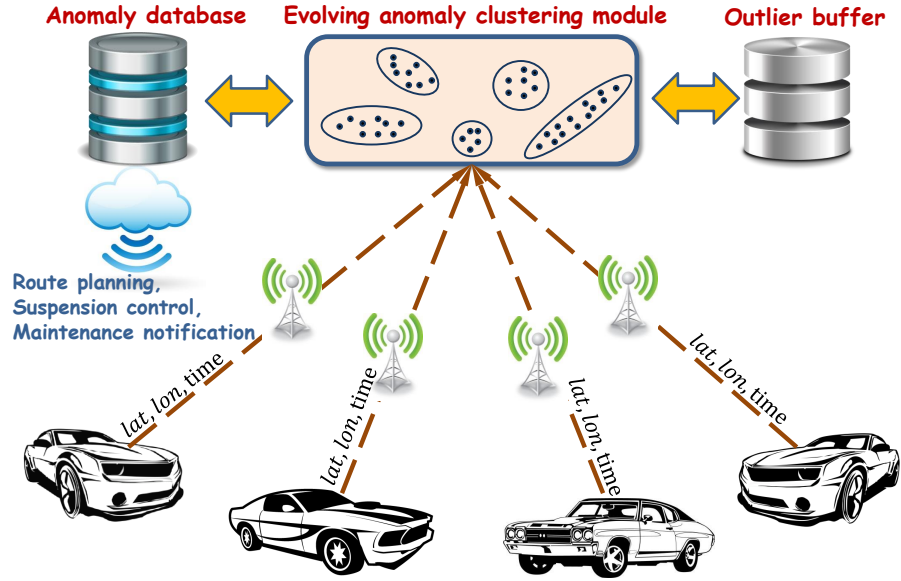 Anomaly database
Evolving anomaly clustering module
Outlier buffer
Route planning,
Suspension control,
Maintenance notification
lat, lon, time
lat, lon, time
lat, lon, time
lat, lon, time